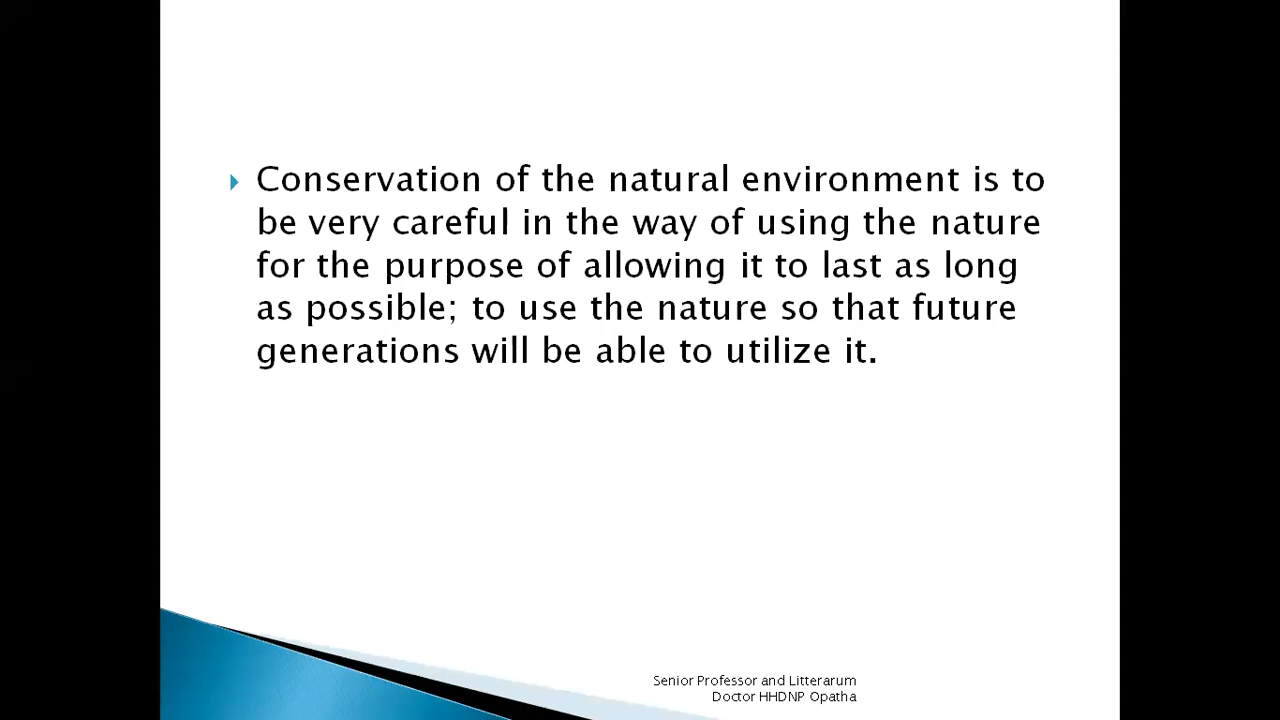 Conservation of the natural environment is to
be very careful in the way of using the nature
for the purpose of allowing it to last as long
as possible; to use the nature so that future
generations will be able to utilize it.
Senior Professor and Litterarum
Doctor HHDNP Opatha